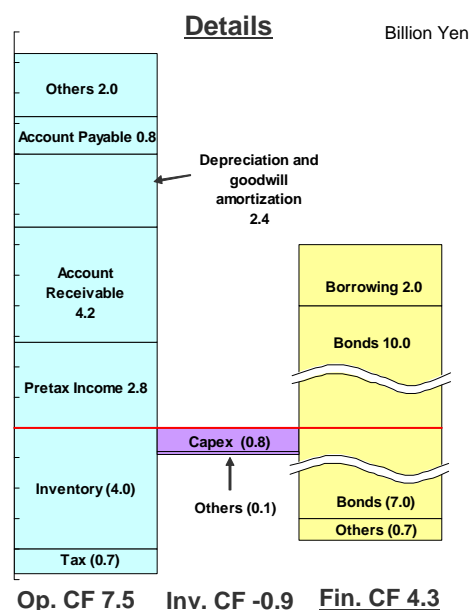 Details
Billion Yen
Others 2.0
Account Payable 0.8
Depreciation and
goodwill
amortization
2.4
Account
Receivable
4.2
Pretax Income 2.8
Inventory (4.0)
Tax (0.7)
Capex (0.8)
Others (0.1)
Borrowing 2.0
Bonds 10.0
Bonds (7.0)
Others (0.7)
Op. CF 7.5
Inv. CF -0.9
Fin. CF 4.3